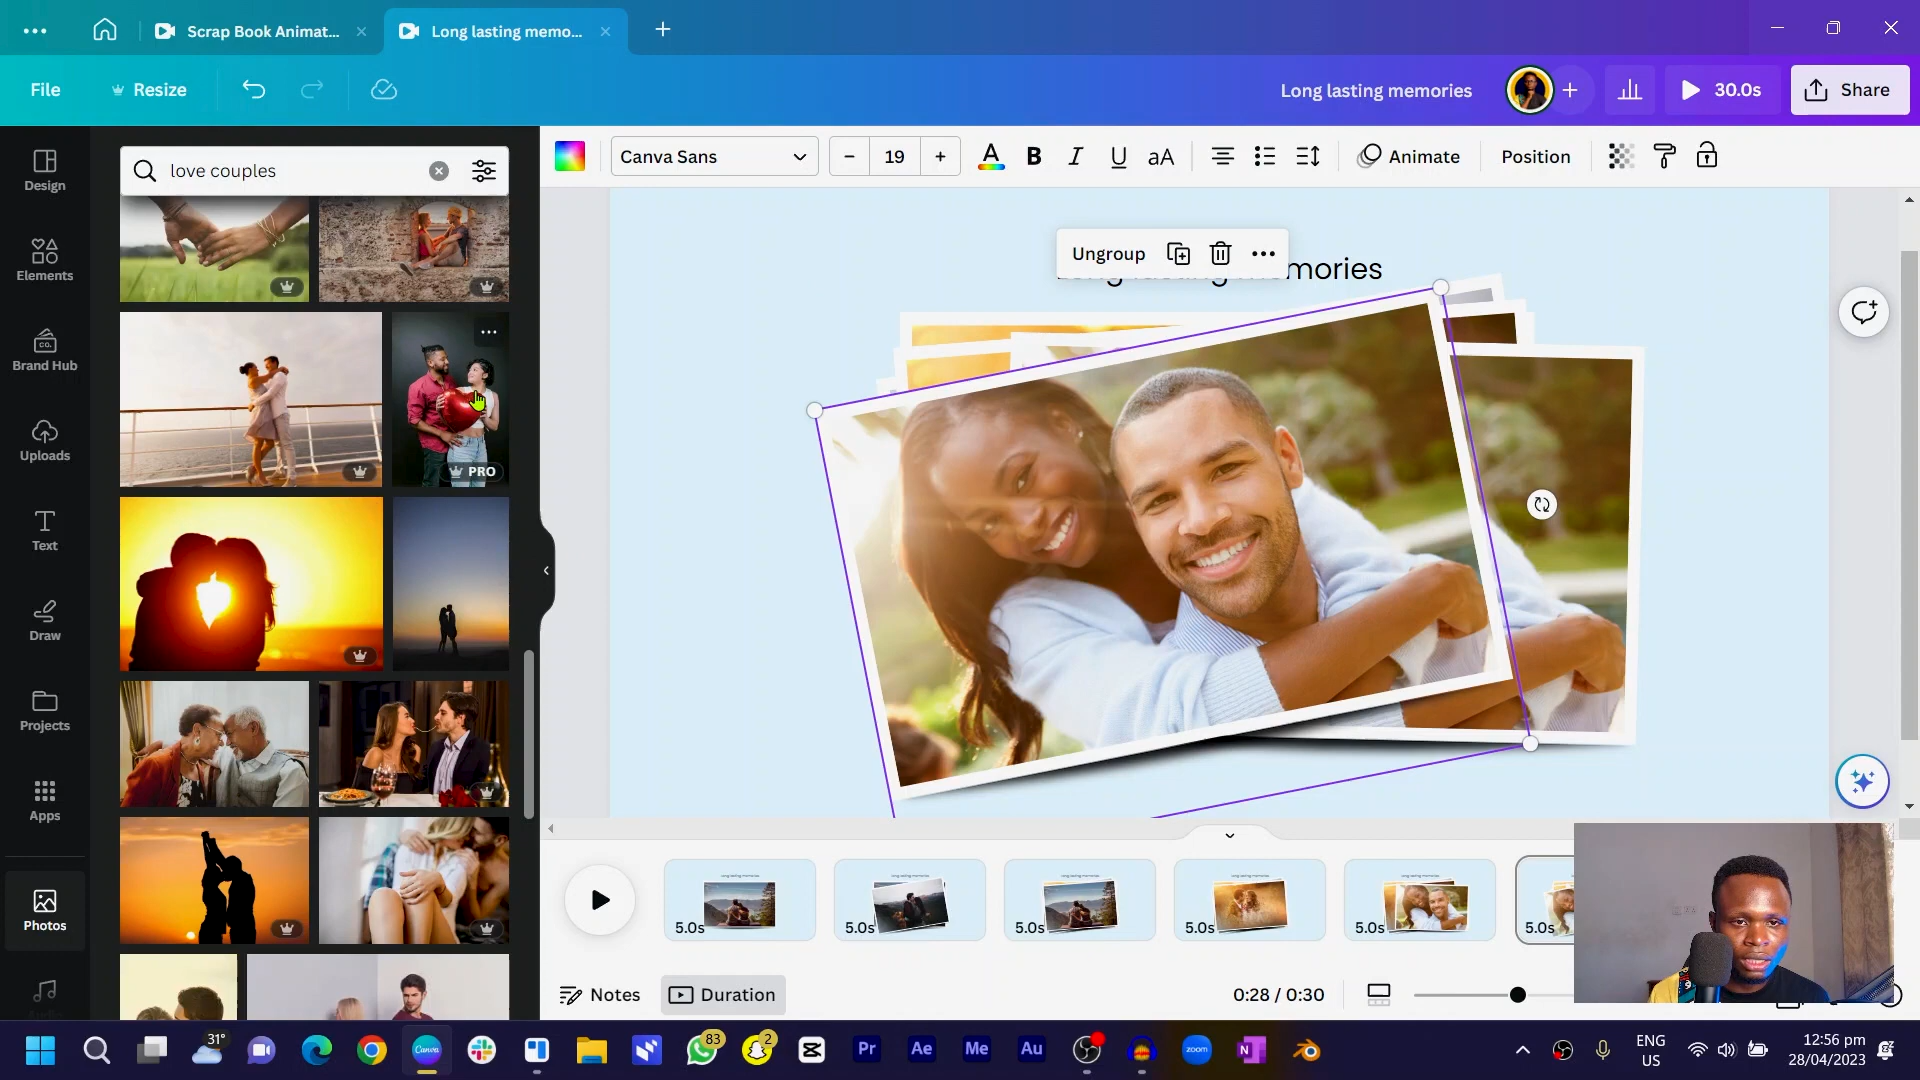 Scrap Book Animat...
Long lasting memo...
File
Resize
Long lasting memories
30.0s
Share
love couples
Canva Sans
19
A
B
I
U
aA
Animate
Position
Design
Elements
Brand Hub
Uploads
Text
Draw
Projects
Apps
Photos
PRO
Ungroup
mories
5.0s
5.0s
5.0s
5.0s
5.0s
5.0s
Notes
Duration
0:28 / 0:30
31°
Canva
83
2
Pr
Ae
Me
Au
zoom
N
ENG
US
12:56 pm
28/04/2023